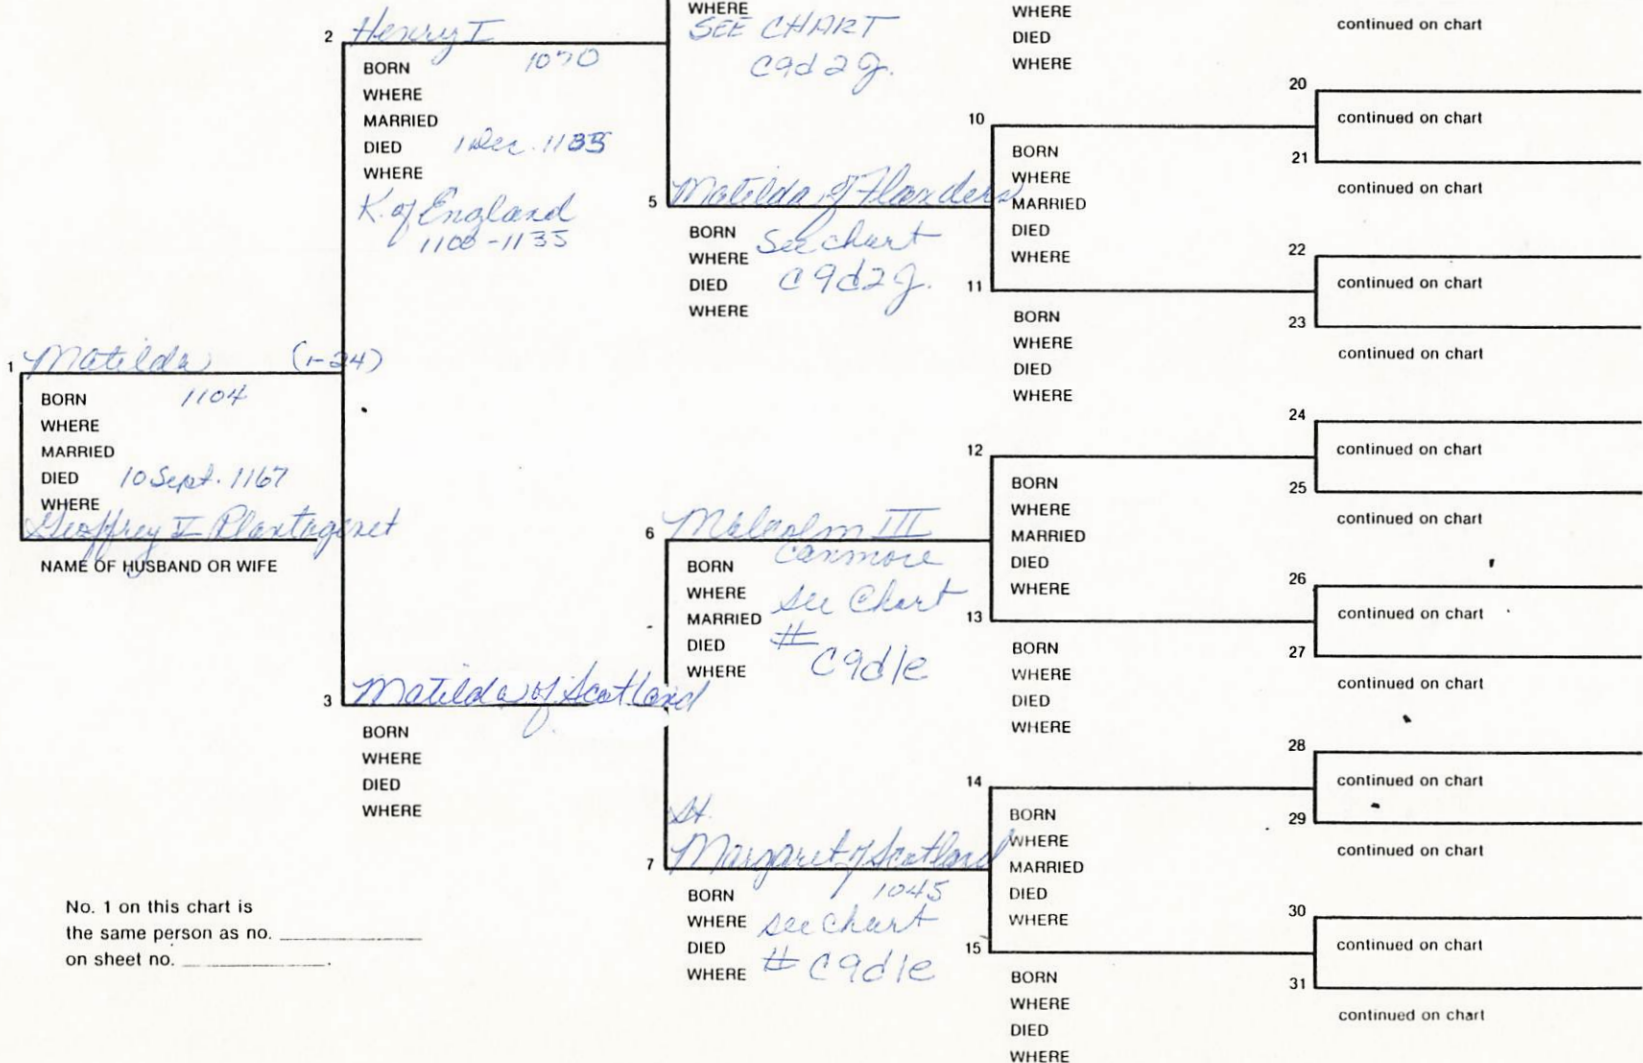 WHERE
SEE CHART
C9d2g.
WHERE
DIED
WHERE
continued on chart
2
Henry I
BORN 1070
WHERE
MARRIED
DIED 1 Dec. 1135
WHERE
K. of England
1100-1135
20
continued on chart
21
continued on chart
10
BORN
WHERE
MARRIED
DIED
WHERE
5
Matilda of Flanders
BORN See chart
WHERE
DIED C9d2g.
WHERE
22
continued on chart
23
continued on chart
11
BORN
WHERE
DIED
WHERE
1
Matilda (1-24)
BORN 1104
WHERE
MARRIED
DIED 10 Sept. 1167
WHERE
Geoffrey V Plantagenet
NAME OF HUSBAND OR WIFE
24
continued on chart
25
continued on chart
12
BORN
WHERE
MARRIED
DIED
WHERE
6
Malcolm III
Canmore
BORN
WHERE see Chart
MARRIED
DIED #
WHERE C9d1e
26
continued on chart
27
continued on chart
13
BORN
WHERE
DIED
WHERE
3
Matilda of Scotland
BORN
WHERE
DIED
WHERE
28
continued on chart
29
continued on chart
14
BORN
WHERE
MARRIED
DIED
WHERE
St.
7
Margaret of Scotland
BORN 1045
WHERE see chart
DIED
WHERE # C9d1e
30
continued on chart
31
continued on chart
15
BORN
WHERE
DIED
WHERE
No. 1 on this chart is
the same person as no.
on sheet no.